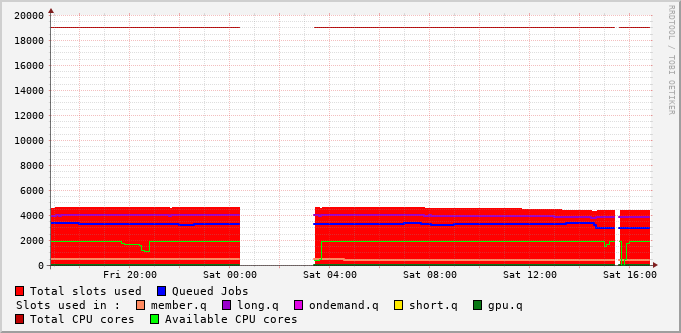 20000
18000
16000
14000
12000
10000
8000
6000
4000
2000
0
Fri 20:00 Sat 00:00 Sat 04:00 Sat 08:00 Sat 12:00 Sat 16:00
Total slots used Queued Jobs
Slots used in : member.q long.q ondemand.q short.q gpu.q
Total CPU cores Available CPU cores
RRDTOOL / TOBI OETIKER